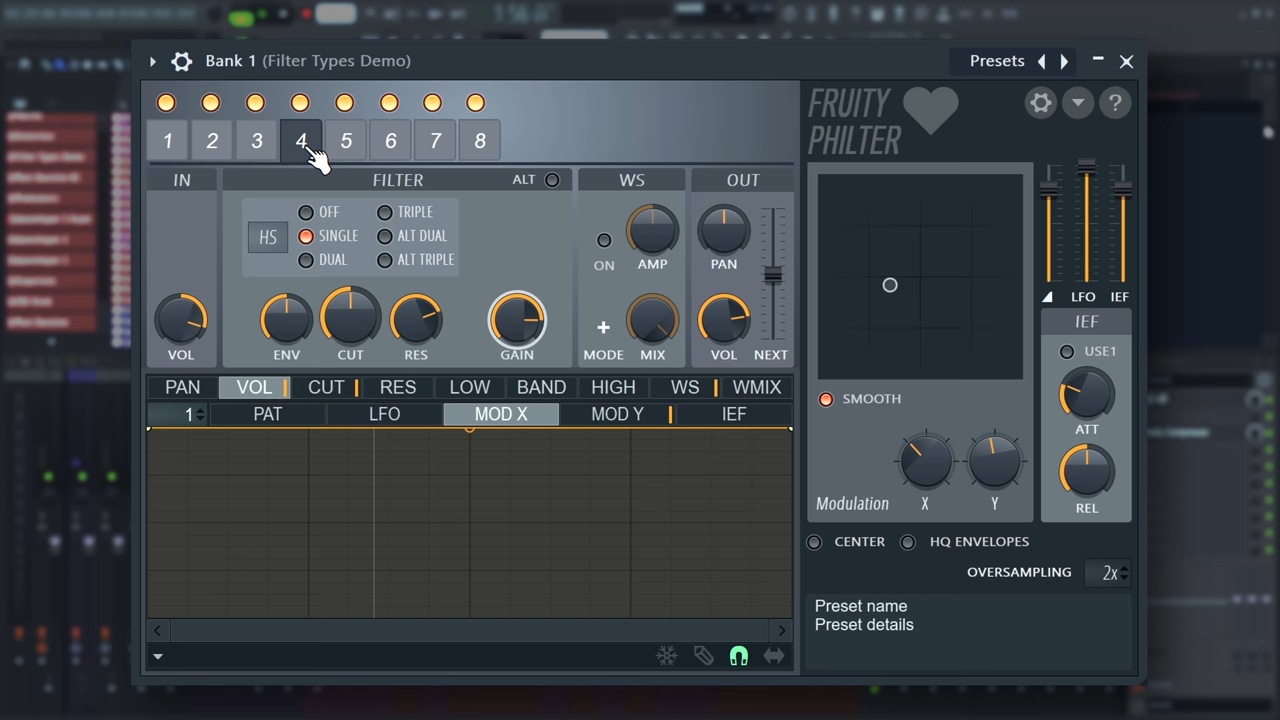 Bank 1 (Filter Types Demo)
Presets
1 2 3 4 5 6 7 8
FRUITY
PHILTER
?
IN
FILTER
ALT
WS
OUT
HS
OFF
SINGLE
DUAL
TRIPLE
ALT DUAL
ALT TRIPLE
ON
AMP
PAN
VOL
ENV
CUT
RES
GAIN
MODE
MIX
VOL
NEXT
PAN VOL CUT RES LOW BAND HIGH WS WMIX
1 PAT LFO MOD X MOD Y IEF
LFO IEF
IEF
USE1
ATT
REL
SMOOTH
Modulation X Y
CENTER HQ ENVELOPES
OVERSAMPLING 2x
Preset name
Preset details